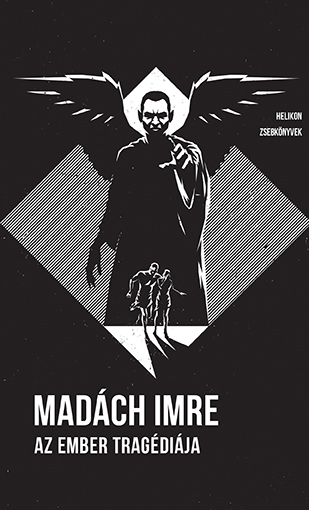 HELIKON
ZSEBKÖNYVEK
MADÁCH IMRE
AZ EMBER TRAGÉDIÁJA